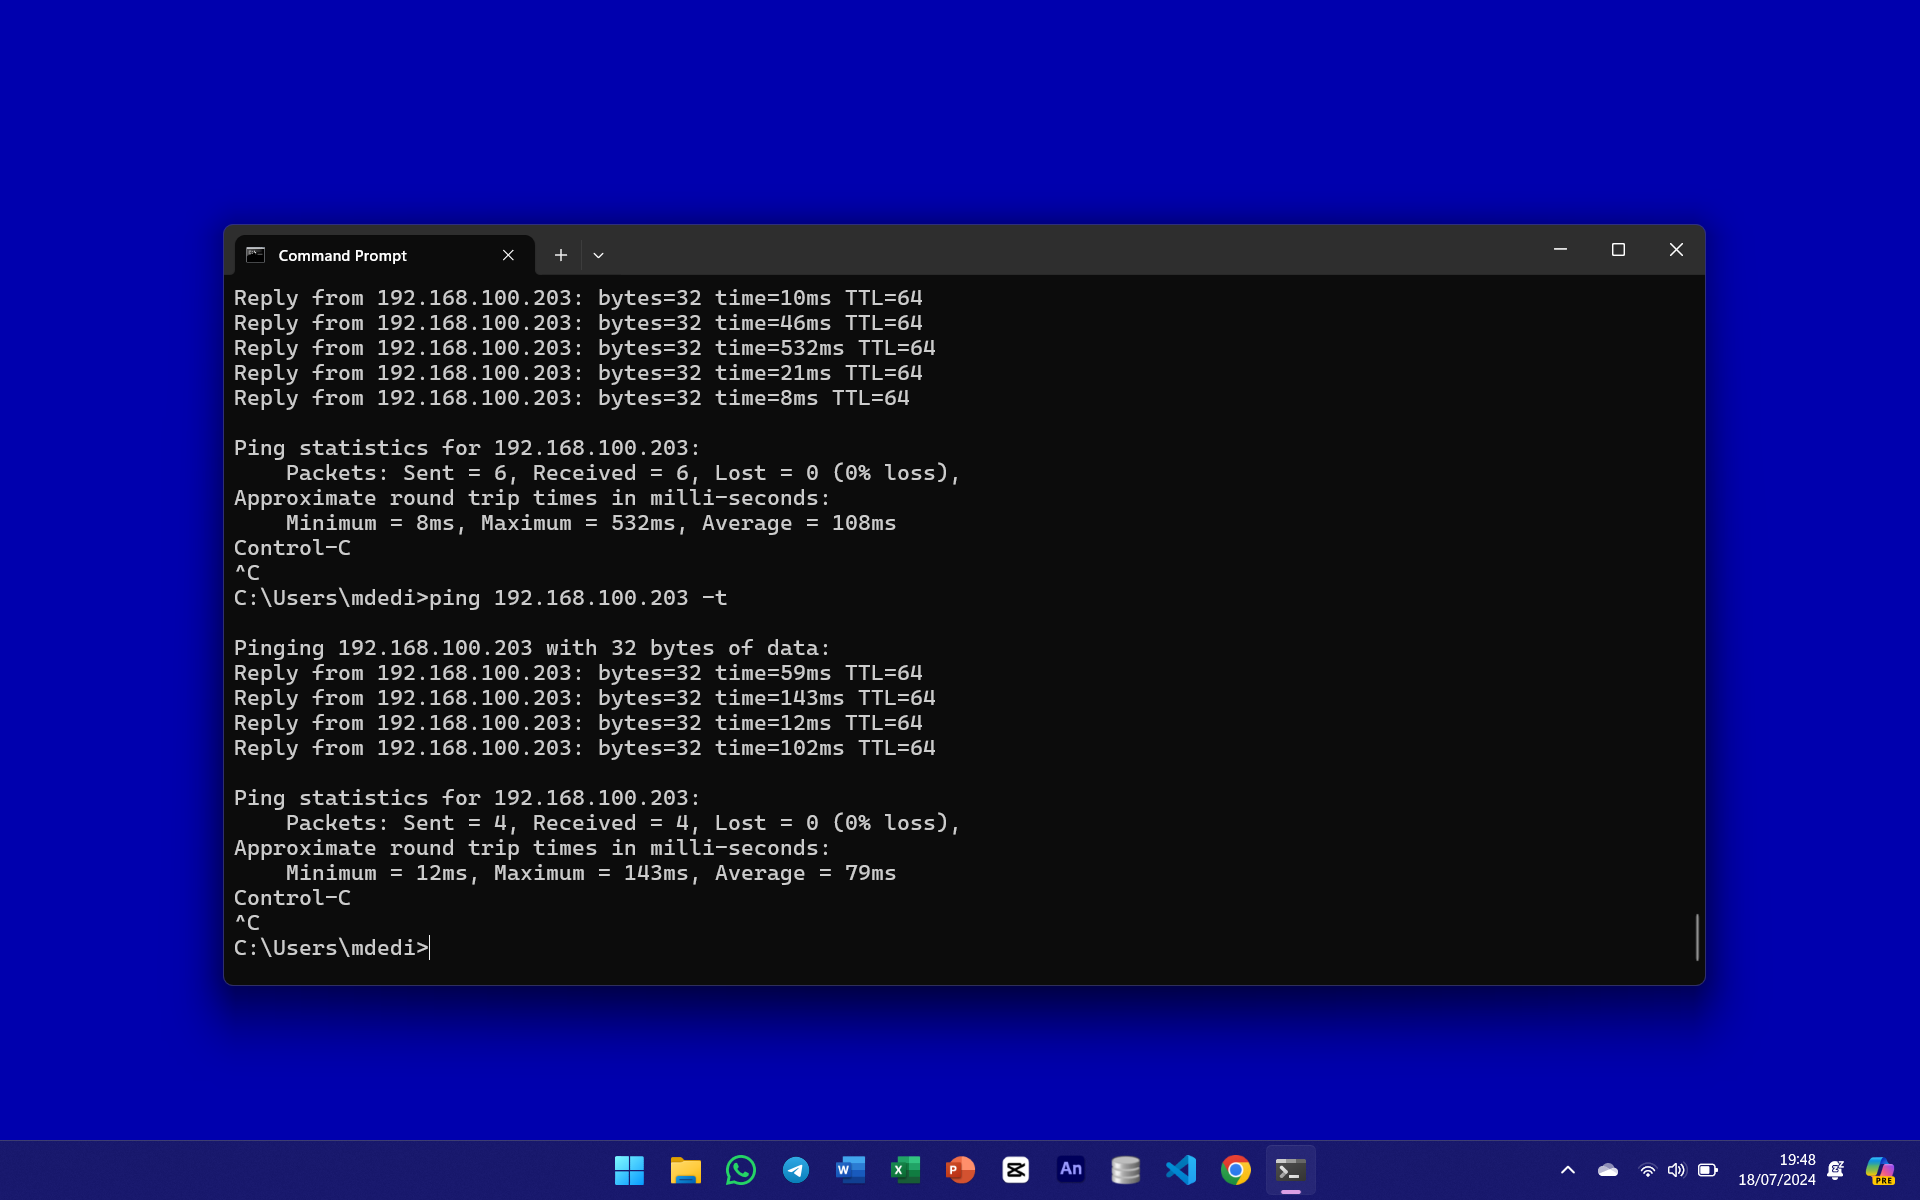 Command Prompt
Reply from 192.168.100.203: bytes=32 time=10ms TTL=64
Reply from 192.168.100.203: bytes=32 time=46ms TTL=64
Reply from 192.168.100.203: bytes=32 time=532ms TTL=64
Reply from 192.168.100.203: bytes=32 time=21ms TTL=64
Reply from 192.168.100.203: bytes=32 time=8ms TTL=64
Ping statistics for 192.168.100.203:
Packets: Sent = 6, Received = 6, Lost = 0 (0% loss),
Approximate round trip times in milli-seconds:
Minimum = 8ms, Maximum = 532ms, Average = 108ms
Control-C
^C
C:\Users\mdedi>ping 192.168.100.203 -t
Pinging 192.168.100.203 with 32 bytes of data:
Reply from 192.168.100.203: bytes=32 time=59ms TTL=64
Reply from 192.168.100.203: bytes=32 time=143ms TTL=64
Reply from 192.168.100.203: bytes=32 time=12ms TTL=64
Reply from 192.168.100.203: bytes=32 time=102ms TTL=64
Ping statistics for 192.168.100.203:
Packets: Sent = 4, Received = 4, Lost = 0 (0% loss),
Approximate round trip times in milli-seconds:
Minimum = 12ms, Maximum = 143ms, Average = 79ms
Control-C
^C
C:\Users\mdedi>
W
X
P
An
19:48
18/07/2024
PRE